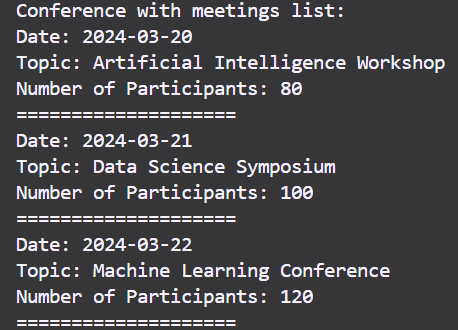 Conference with meetings list:
Date: 2024-03-20
Topic: Artificial Intelligence Workshop
Number of Participants: 80
====================
Date: 2024-03-21
Topic: Data Science Symposium
Number of Participants: 100
====================
Date: 2024-03-22
Topic: Machine Learning Conference
Number of Participants: 120
====================